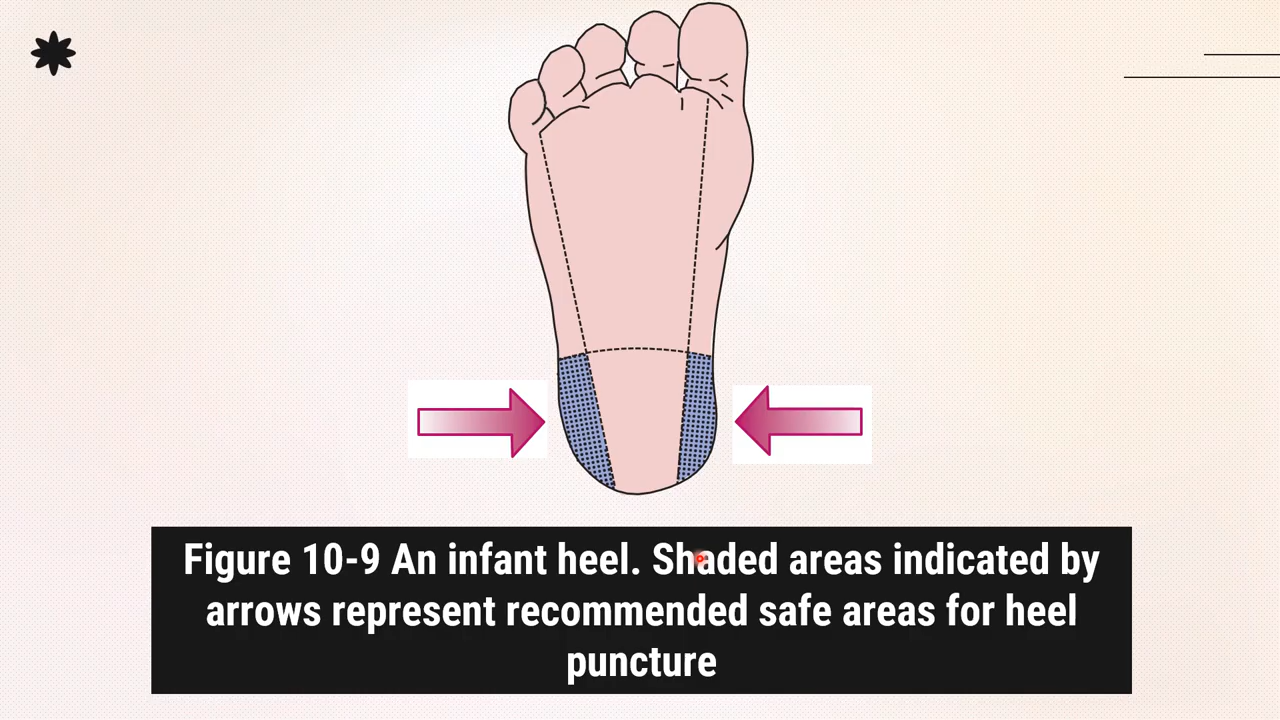 Figure 10-9 An infant heel. Shaded areas indicated by
arrows represent recommended safe areas for heel
puncture